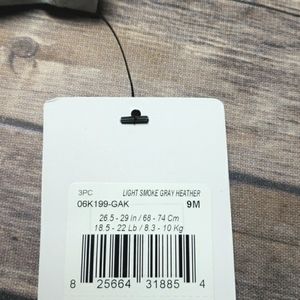 3PC LIGHT SMOKE GRAY HEATHER
06K199-GAK 9M
26.5 - 29 In / 68 - 74 Cm
18.5 - 22 Lb / 8.3 - 10 Kg
8 25664 31885 4